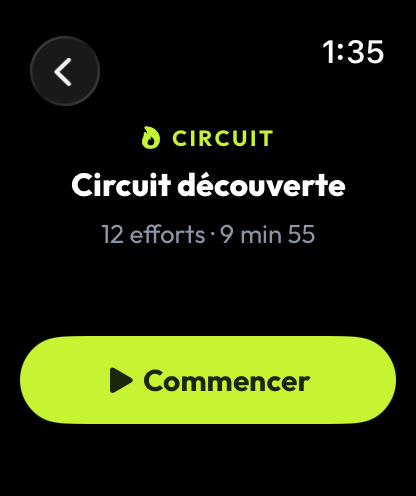 1:35
CIRCUIT
Circuit découverte
12 efforts · 9 min 55
Commencer